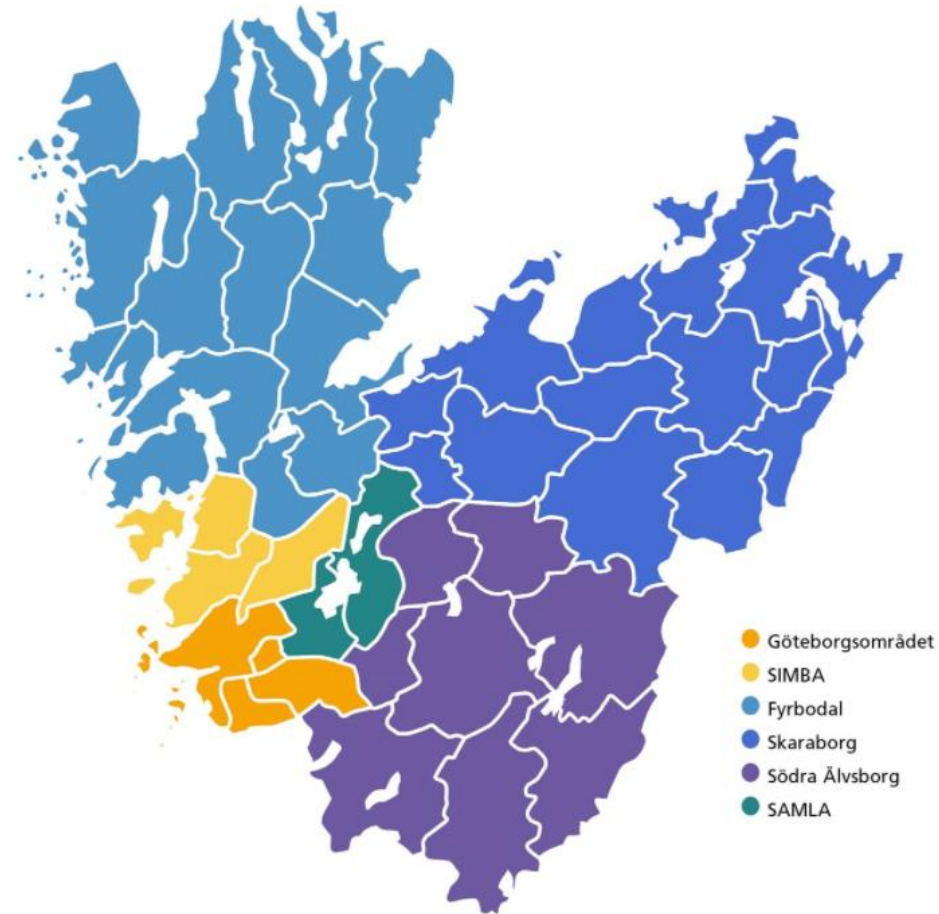 Göteborgsområdet
SIMBA
Fyrbodal
Skaraborg
Södra Älvsborg
SAMLA